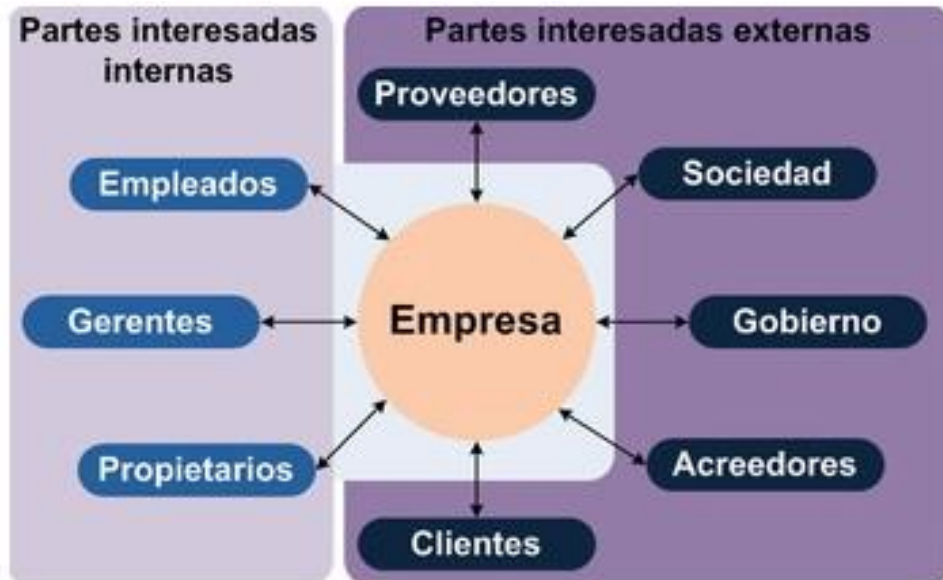 Partes interesadas
internas
Partes interesadas externas
Proveedores
Empleados
Sociedad
Gerentes
Empresa
Gobierno
Propietarios
Acreedores
Clientes